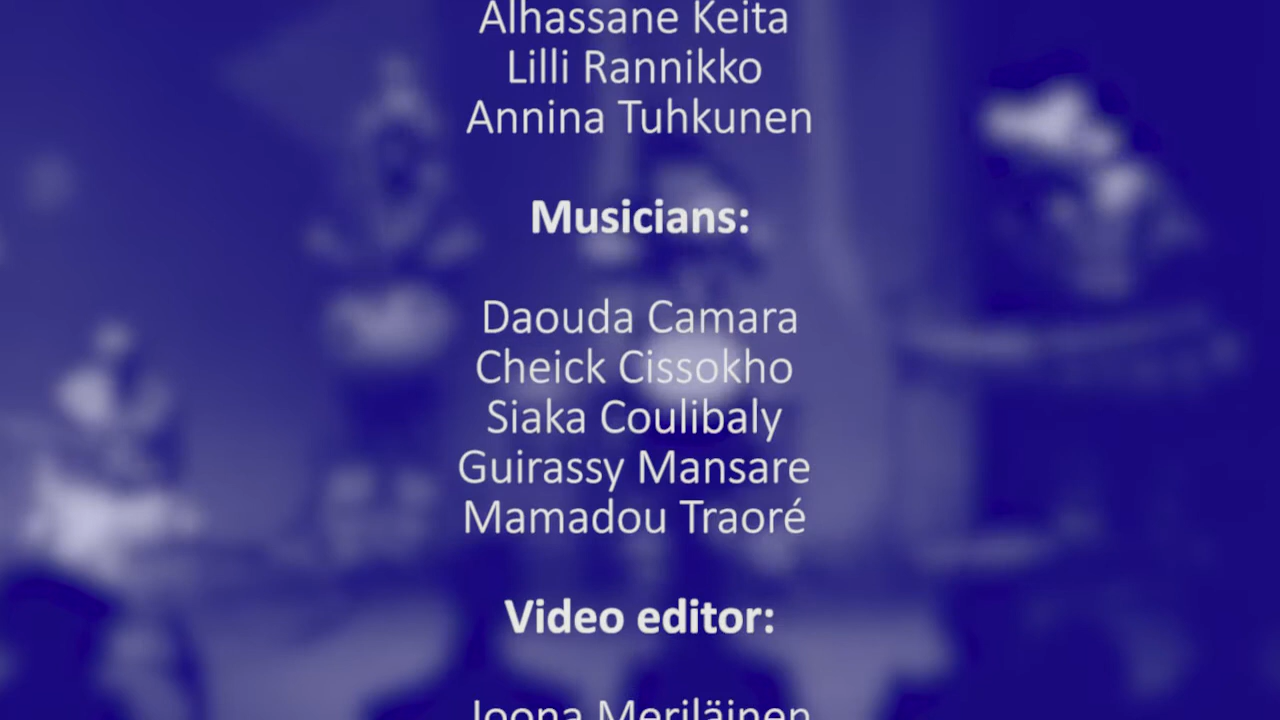 Alhassane Keita
Lilli Rannikko
Annina Tuhkunen
Musicians:
Daouda Camara
Cheick Cissokho
Siaka Coulibaly
Guirassy Mansare
Mamadou Traoré
Video editor:
Joona Meriläinen